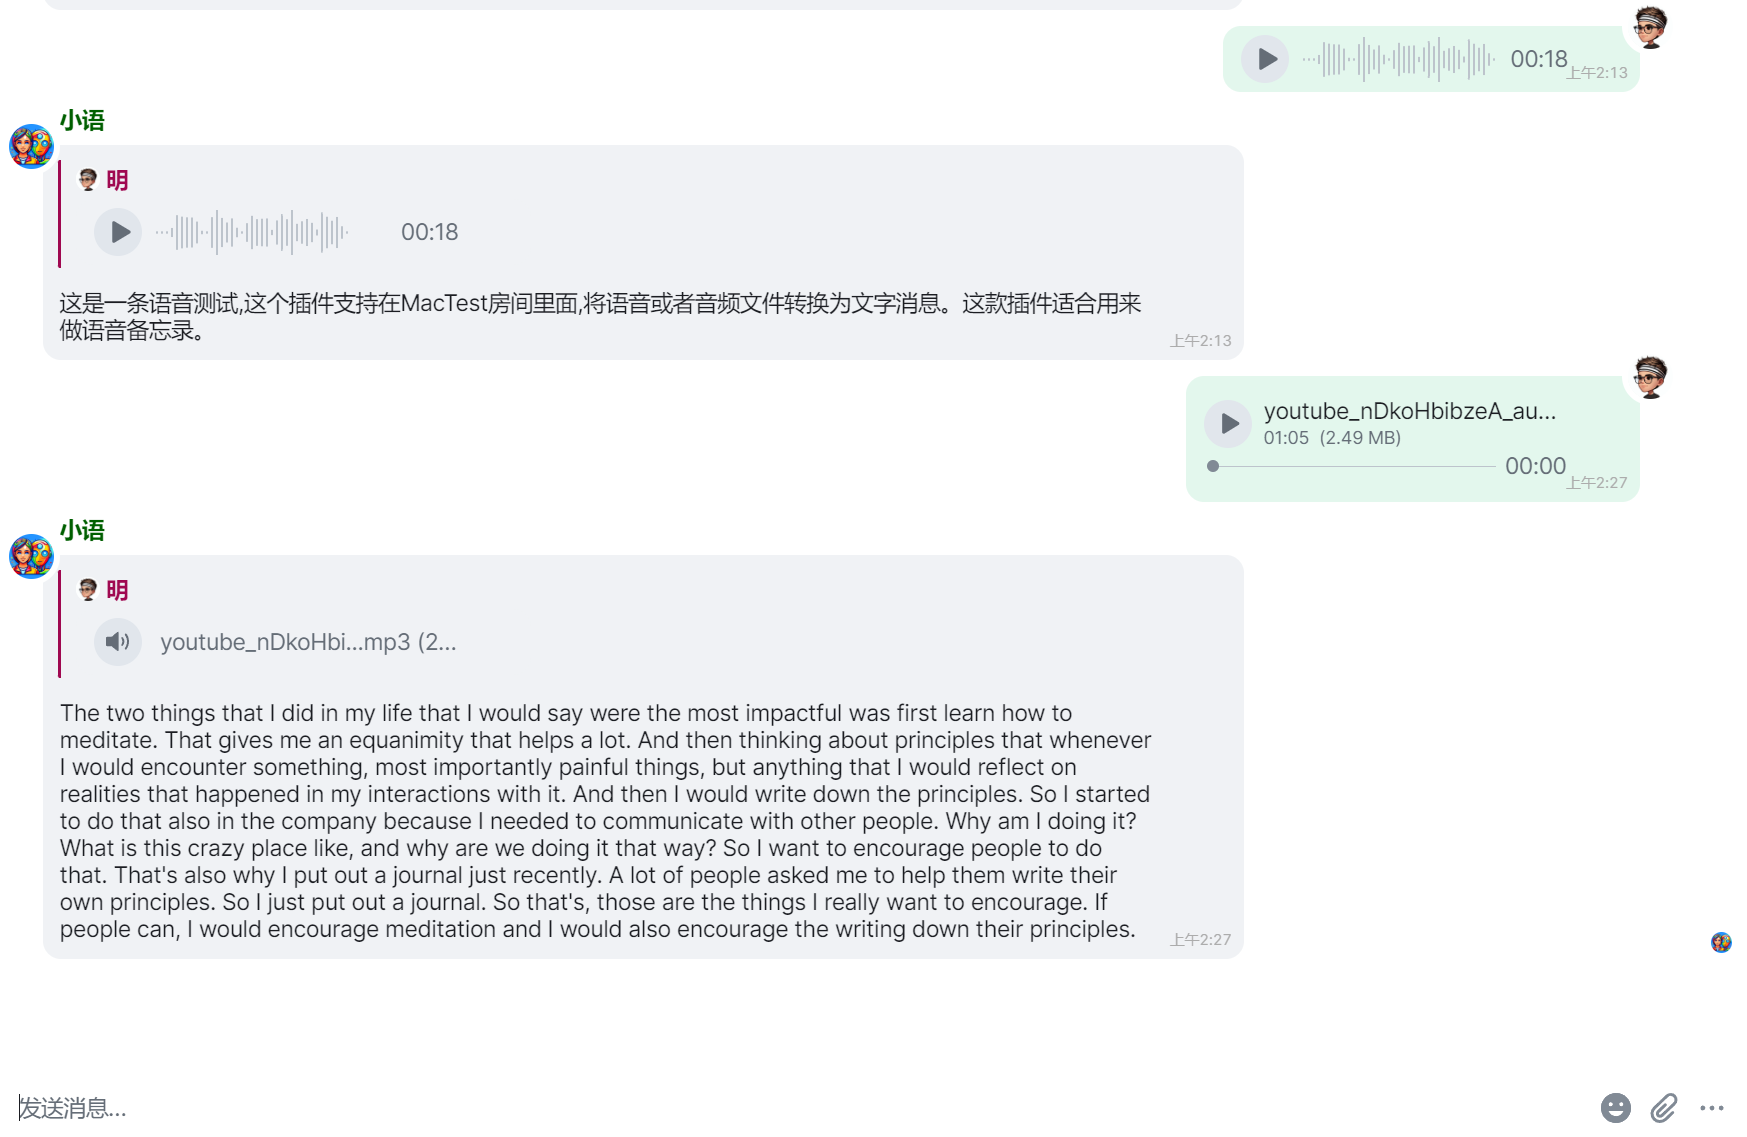 00:18
上午2:13
小语
明
00:18
这是一条语音测试,这个插件支持在MacTest房间里面,将语音或者音频文件转换为文字消息。这款插件适合用来
做语音备忘录。
上午2:13
youtube_nDkoHbibzeA_au...
01:05 (2.49 MB)
00:00
上午2:27
小语
明
youtube_nDkoHbi...mp3 (2...
The two things that I did in my life that I would say were the most impactful was first learn how to
meditate. That gives me an equanimity that helps a lot. And then thinking about principles that whenever
I would encounter something, most importantly painful things, but anything that I would reflect on
realities that happened in my interactions with it. And then I would write down the principles. So I started
to do that also in the company because I needed to communicate with other people. Why am I doing it?
What is this crazy place like, and why are we doing it that way? So I want to encourage people to do
that. That's also why I put out a journal just recently. A lot of people asked me to help them write their
own principles. So I just put out a journal. So that's, those are the things I really want to encourage. If
people can, I would encourage meditation and I would also encourage the writing down their principles.
上午2:27
发送消息...